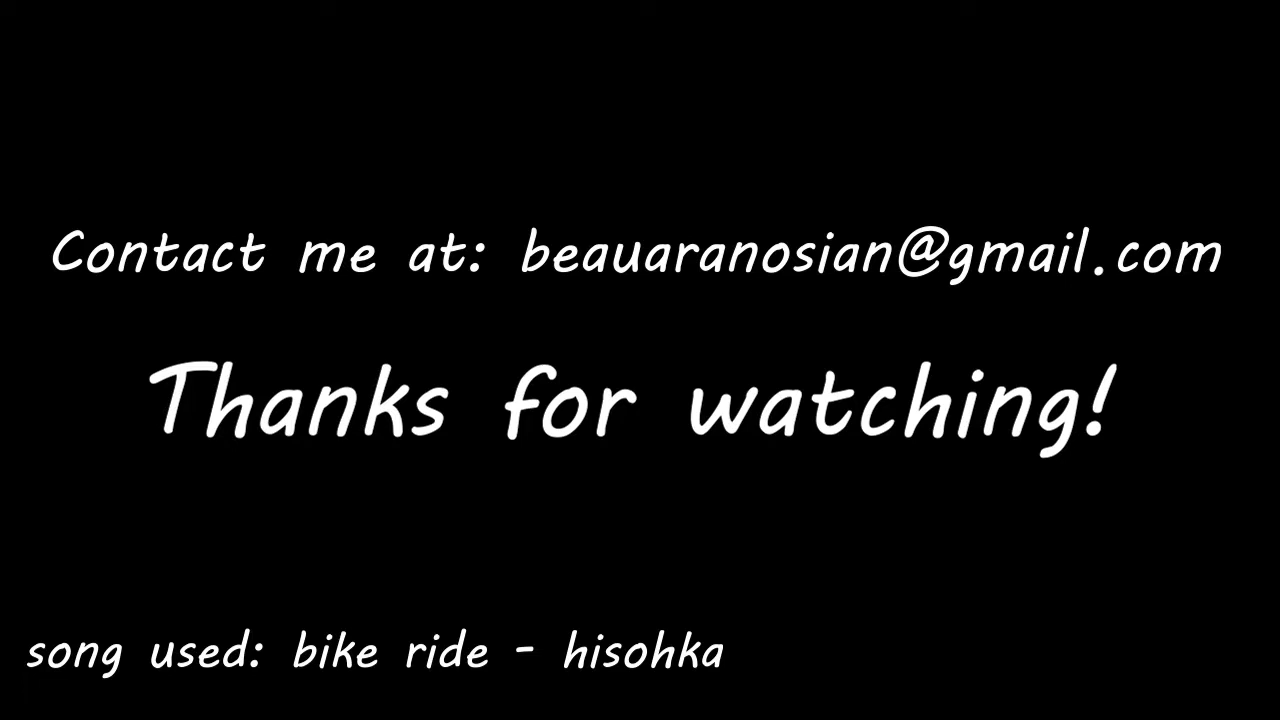 Contact me at: beauaranosian@gmail.com
Thanks for watching!
song used: bike ride - hisohka